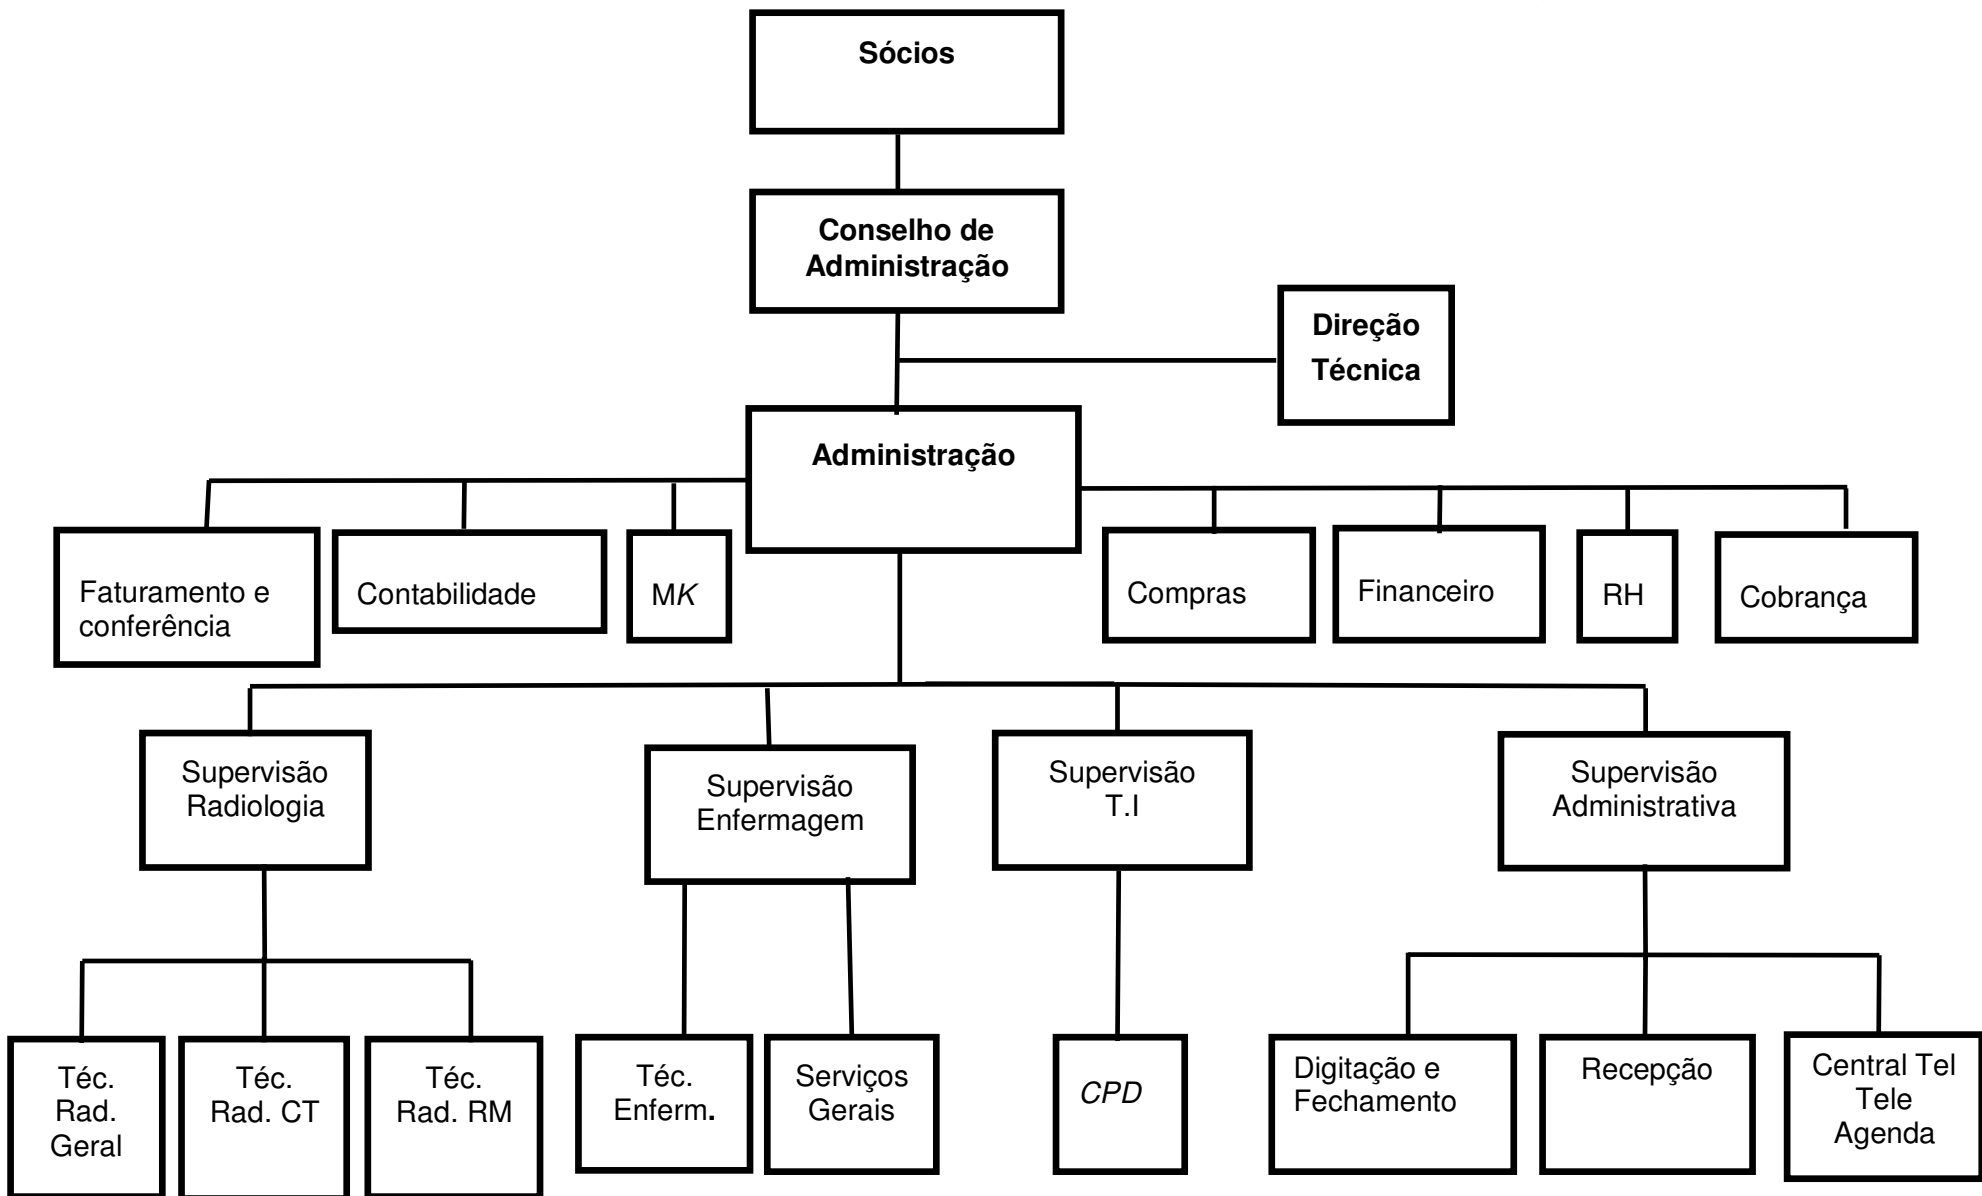 Sócios
Conselho de
Administração
Direção
Técnica
Administração
Faturamento e
conferência
Contabilidade
MK
Compras
Financeiro
RH
Cobrança
Supervisão
Radiologia
Supervisão
Enfermagem
Supervisão
T.I
Supervisão
Administrativa
Téc.
Rad.
Geral
Téc.
Rad. CT
Téc.
Rad. RM
Téc.
Enferm.
Serviços
Gerais
CPD
Digitação e
Fechamento
Recepção
Central Tel
Tele
Agenda